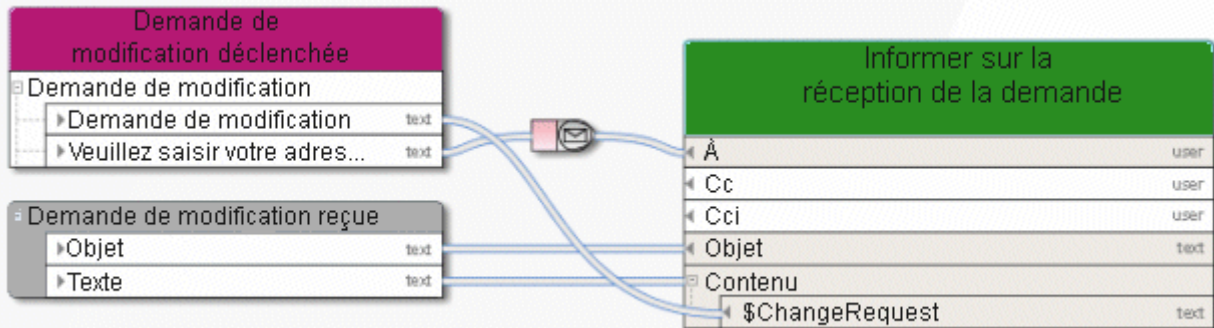 Demande de
modification déclenchée
Demande de modification
Demande de modification text
Veuillez saisir votre adres... text
Demande de modification reçue
Objet text
Texte text
Informer sur la
réception de la demande
À user
Cc user
Cci user
Objet text
Contenu
$ChangeRequest text